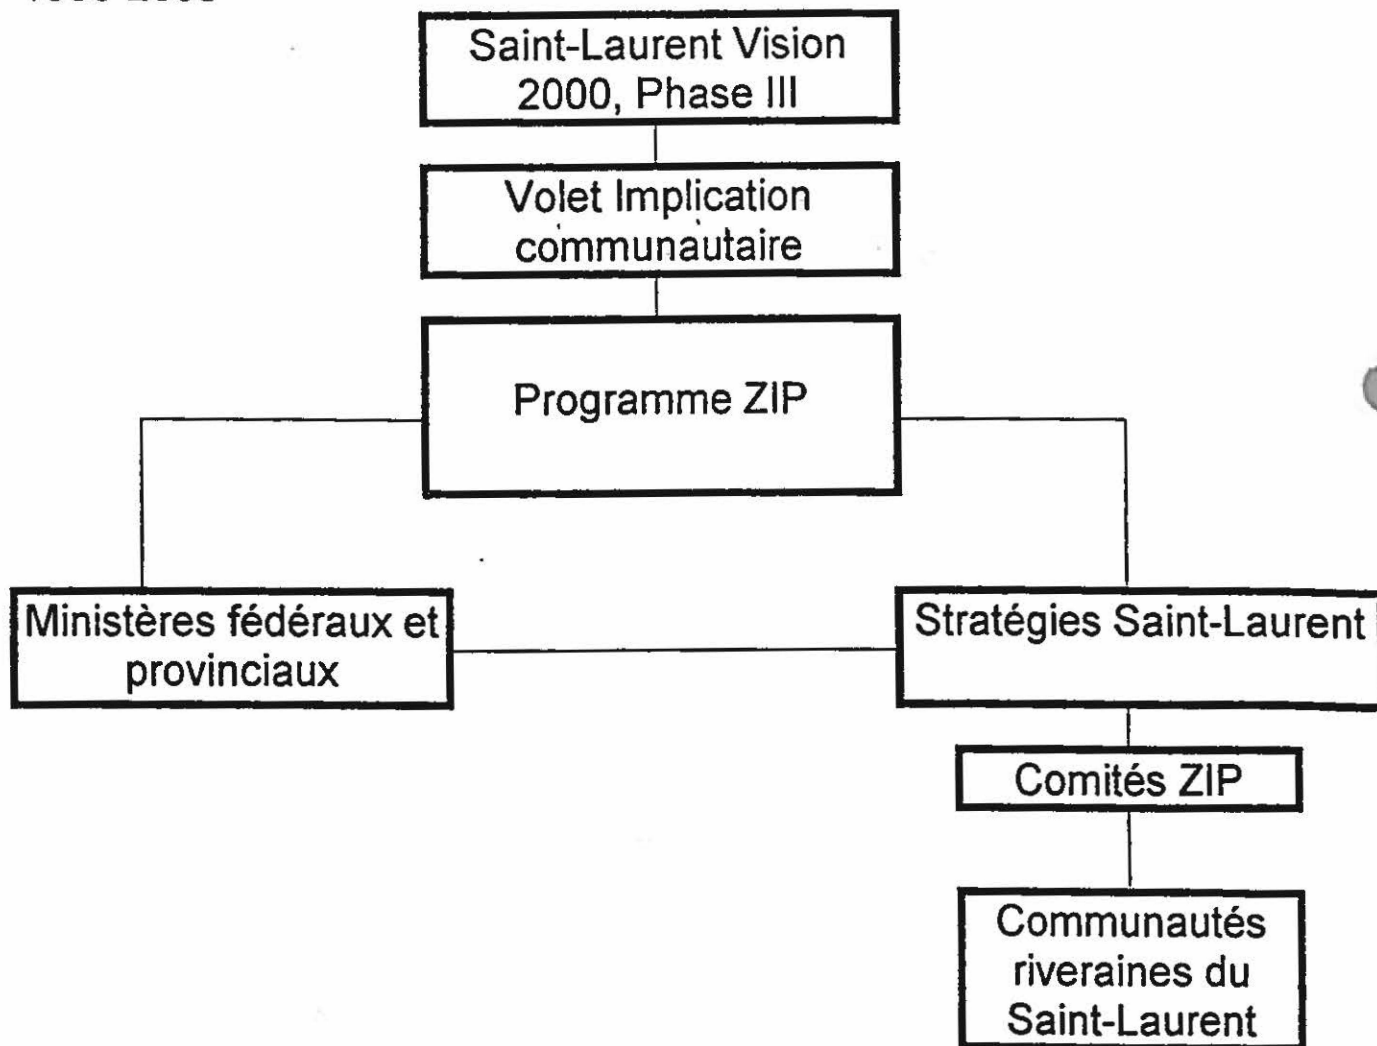 Saint-Laurent Vision
2000, Phase III
Volet Implication
communautaire
Programme ZIP
Ministères fédéraux et
provinciaux
Stratégies Saint-Laurent
Comités ZIP
Communautés
riveraines du
Saint-Laurent